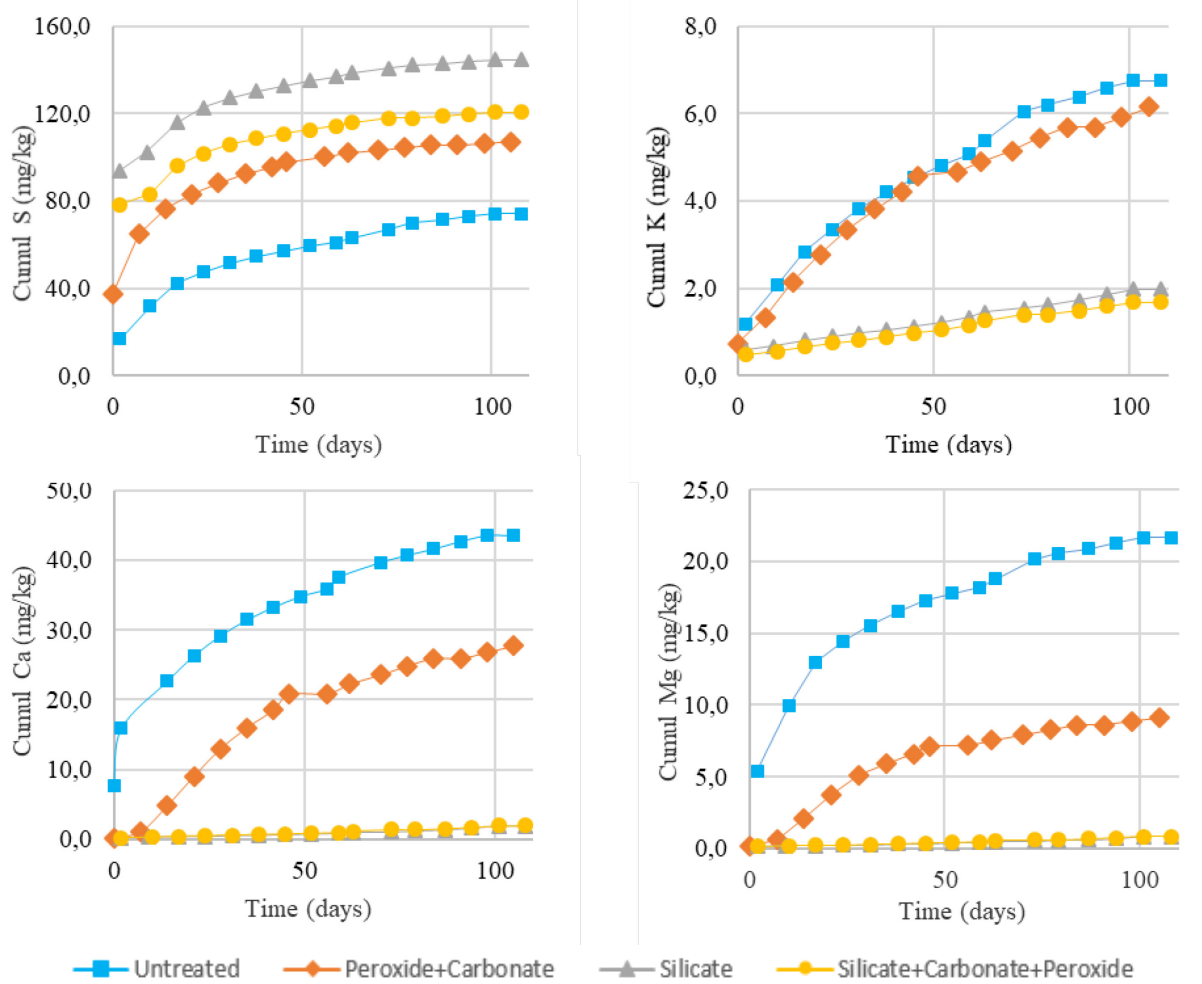 160,0
120,0
80,0
40,0
0,0
Cumul S (mg/kg)
0 50 100
Time (days)
8,0
6,0
4,0
2,0
0,0
Cumul K (mg/kg)
0 50 100
Time (days)
50,0
40,0
30,0
20,0
10,0
0,0
Cumul Ca (mg/kg)
0 50 100
Time (days)
25,0
20,0
15,0
10,0
5,0
0,0
Cumul Mg (mg/kg)
0 50 100
Time (days)
Untreated Peroxide+Carbonate Silicate Silicate+Carbonate+Peroxide